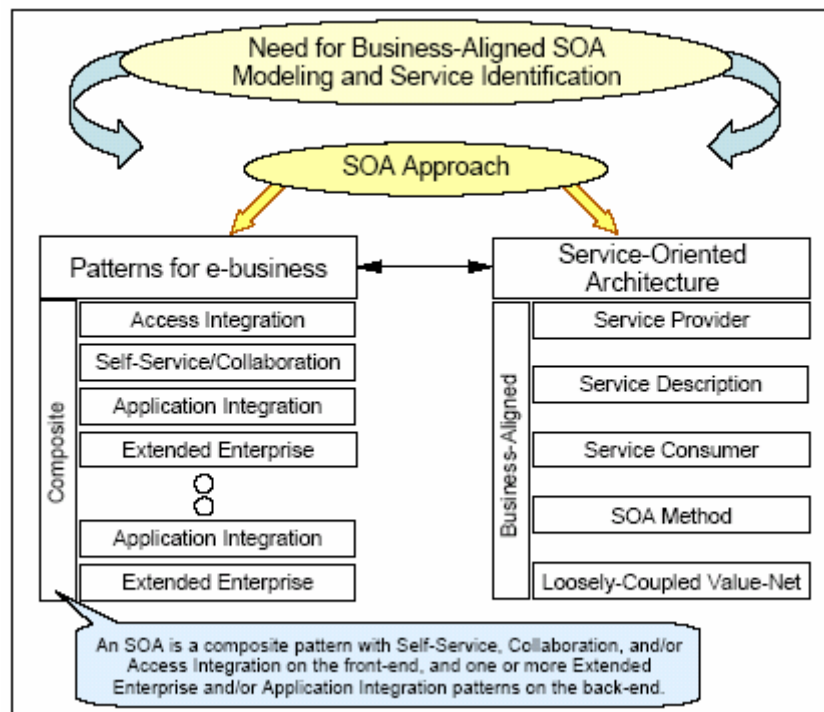 Need for Business-Aligned SOA
Modeling and Service Identification
SOA Approach
Patterns for e-business
Composite
Access Integration
Self-Service/Collaboration
Application Integration
Extended Enterprise
Application Integration
Extended Enterprise
Service-Oriented
Architecture
Business-Aligned
Service Provider
Service Description
Service Consumer
SOA Method
Loosely-Coupled Value-Net
An SOA is a composite pattern with Self-Service, Collaboration, and/or
Access Integration on the front-end, and one or more Extended
Enterprise and/or Application Integration patterns on the back-end.